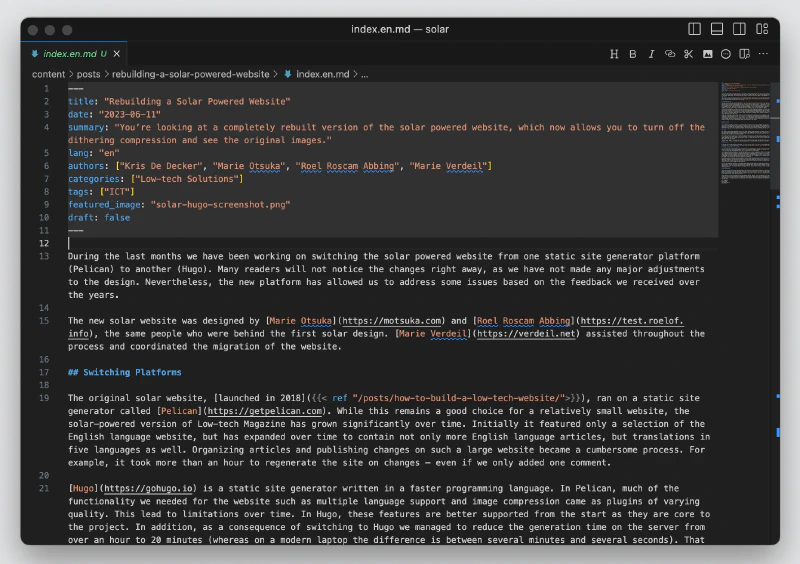 index.en.md — solar
index.en.md U
H B I
content > posts > rebuilding-a-solar-powered-website > index.en.md > ...
1 ---
2 title: "Rebuilding a Solar Powered Website"
3 date: "2023-06-11"
4 summary: "You're looking at a completely rebuilt version of the solar powered website, which now allows you to turn off the
dithering compression and see the original images."
5 lang: "en"
6 authors: ["Kris De Decker", "Marie Otsuka", "Roel Roscam Abbing", "Marie Verdeil"]
7 categories: ["Low-tech Solutions"]
8 tags: ["ICT"]
9 featured_image: "solar-hugo-screenshot.png"
10 draft: false
11 ---
12
13 During the last months we have been working on switching the solar powered website from one static site generator platform
(Pelican) to another (Hugo). Many readers will not notice the changes right away, as we have not made any major adjustments
to the design. Nevertheless, the new platform has allowed us to address some issues based on the feedback we received over
the years.
14
15 The new solar website was designed by [Marie Otsuka](https://motsuka.com) and [Roel Roscam Abbing](https://test.roelof.
info), the same people who were behind the first solar design. [Marie Verdeil](https://verdeil.net) assisted throughout the
process and coordinated the migration of the website.
16
17 ## Switching Platforms
18
19 The original solar website, [launched in 2018]({{< ref "/posts/how-to-build-a-low-tech-website/">}}), ran on a static site
generator called [Pelican](https://getpelican.com). While this remains a good choice for a relatively small website, the
solar-powered version of Low-tech Magazine has grown significantly over time. Initially it featured only a selection of the
English language website, but has expanded over time to contain not only more English language articles, but translations in
five languages as well. Organizing articles and publishing changes on such a large website became a cumbersome process. For
example, it took more than an hour to regenerate the site on changes – even if we only added one comment.
20
21 [Hugo](https://gohugo.io) is a static site generator written in a faster programming language. In Pelican, much of the
functionality we needed for the website such as multiple language support and image compression came as plugins of varying
quality. This lead to limitations over time. In Hugo, these features are better supported from the start as they are core to
the project. In addition, as a consequence of switching to Hugo we managed to reduce the generation time on the server from
over an hour to 20 minutes (whereas on a modern laptop the difference is between several minutes and several seconds). That